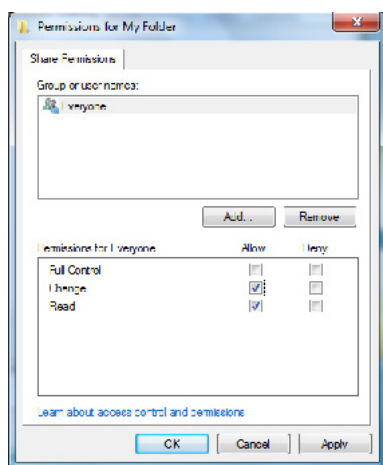 Permissions for My Folder
Share Permissions
Group or user names:
Everyone
Add...
Remove
Permissions for Everyone
Allow
Deny
Full Control
Change
Read
Learn about access control and permissions
OK
Cancel
Apply